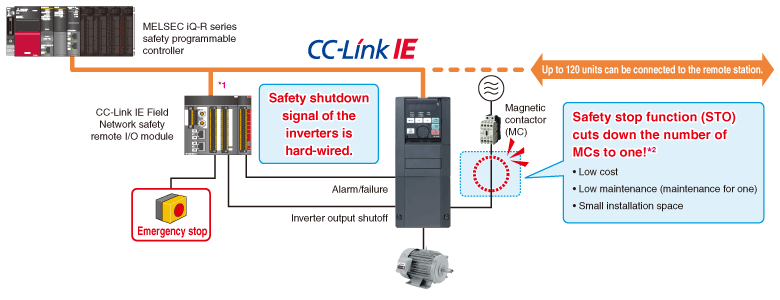 MELSEC iQ-R series
safety programmable
controller
CC-Link IE
Up to 120 units can be connected to the remote station.
*1
CC-Link IE Field
Network safety
remote I/O module
Safety shutdown
signal of the
inverters is
hard-wired.
Magnetic
contactor
(MC)
Safety stop function (STO)
cuts down the number of
MCs to one!*2
• Low cost
• Low maintenance (maintenance for one)
• Small installation space
Alarm/failure
Inverter output shutoff
Emergency stop